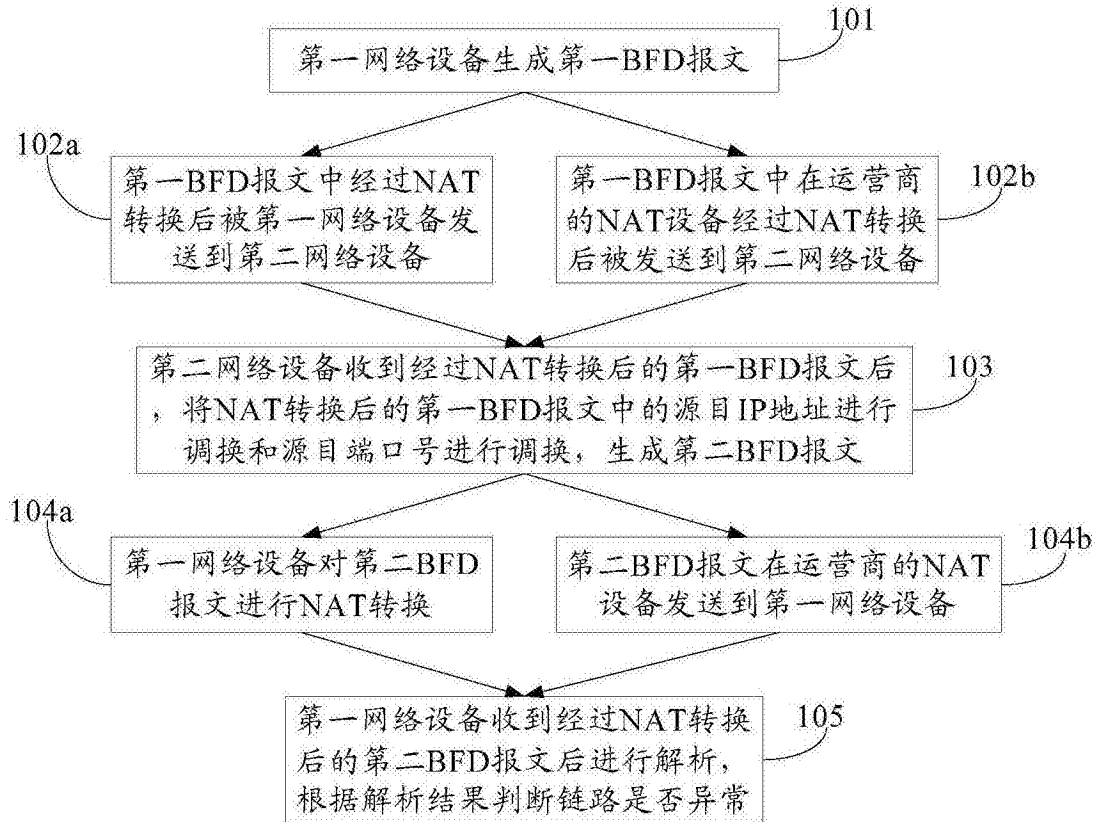 101
第一网络设备生成第一BFD报文
102a
第一BFD报文中经过NAT
转换后被第一网络设备发
送到第二网络设备
102b
第一BFD报文中在运营商
的NAT设备经过NAT转换
后被发送到第二网络设备
103
第二网络设备收到经过NAT转换后的第一BFD报文后
，将NAT转换后的第一BFD报文中的源目IP地址进行
调换和源目端口号进行调换，生成第二BFD报文
104a
第一网络设备对第二BFD
报文进行NAT转换
104b
第二BFD报文在运营商的NAT
设备发送到第一网络设备
105
第一网络设备收到经过NAT转换
后的第二BFD报文后进行解析，
根据解析结果判断链路是否异常